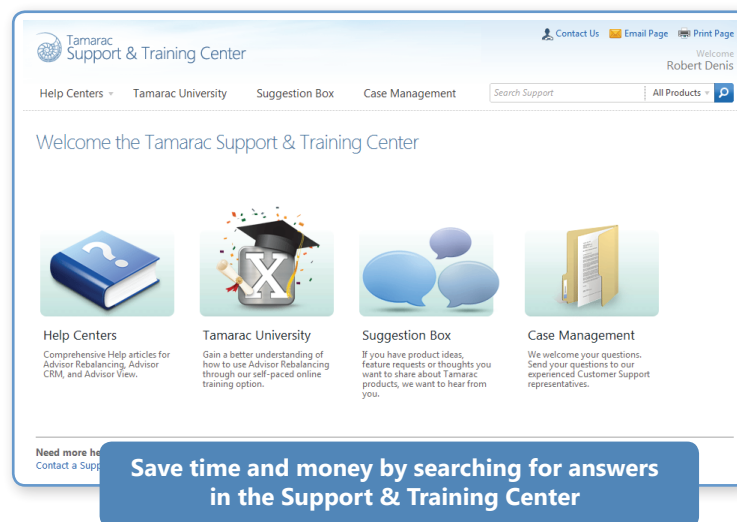 Tamarac
Support & Training Center
Contact Us Email Page Print Page
Welcome
Robert Denis
Help Centers Tamarac University Suggestion Box Case Management Search Support All Products
Welcome the Tamarac Support & Training Center
?
X
Help Centers
Comprehensive Help articles for
Advisor Rebalancing, Advisor
CRM, and Advisor View.
Tamarac University
Gain a better understanding of
how to use Advisor Rebalancing
through our self-paced online
training option.
Suggestion Box
If you have product ideas,
feature requests or thoughts you
want to share about Tamarac
products, we want to hear from
you.
Case Management
We welcome your questions.
Send your questions to our
experienced Customer Support
representatives.
Need more he
Contact a Supp
Save time and money by searching for answers
in the Support & Training Center